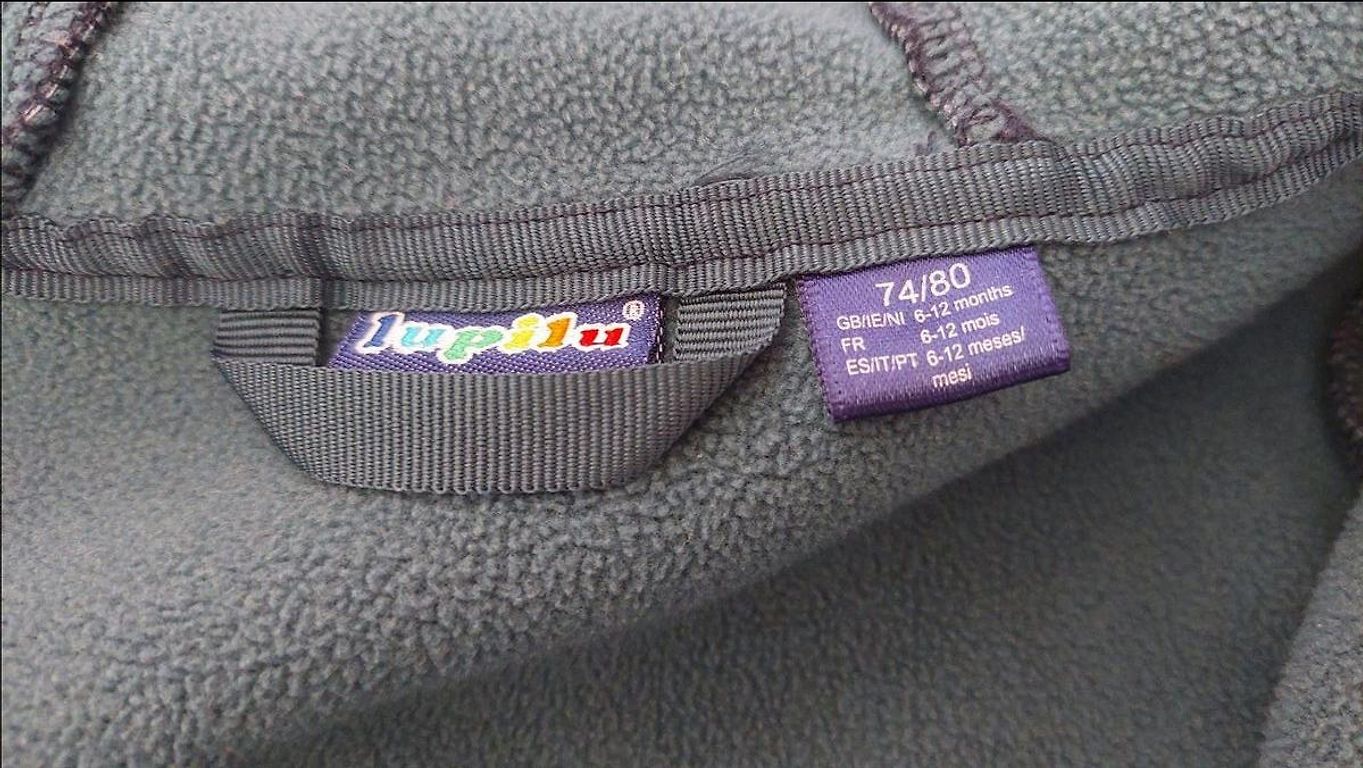 lupilu®
74/80
GB/IE/NI 6-12 months
FR 6-12 mois
ES/IT/PT 6-12 meses/
mesi